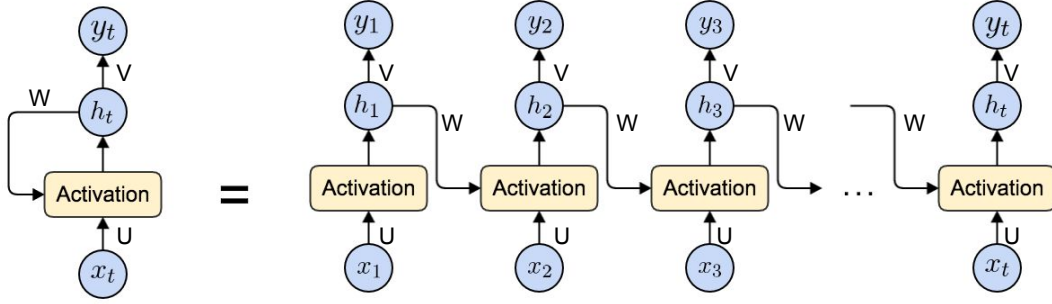 y_t y_1 y_2 y_3 y_t
V V V V V
W h_t h_1 W h_2 W h_3 W W h_t
Activation = Activation Activation Activation ... Activation
U U U U U
x_t x_1 x_2 x_3 x_t